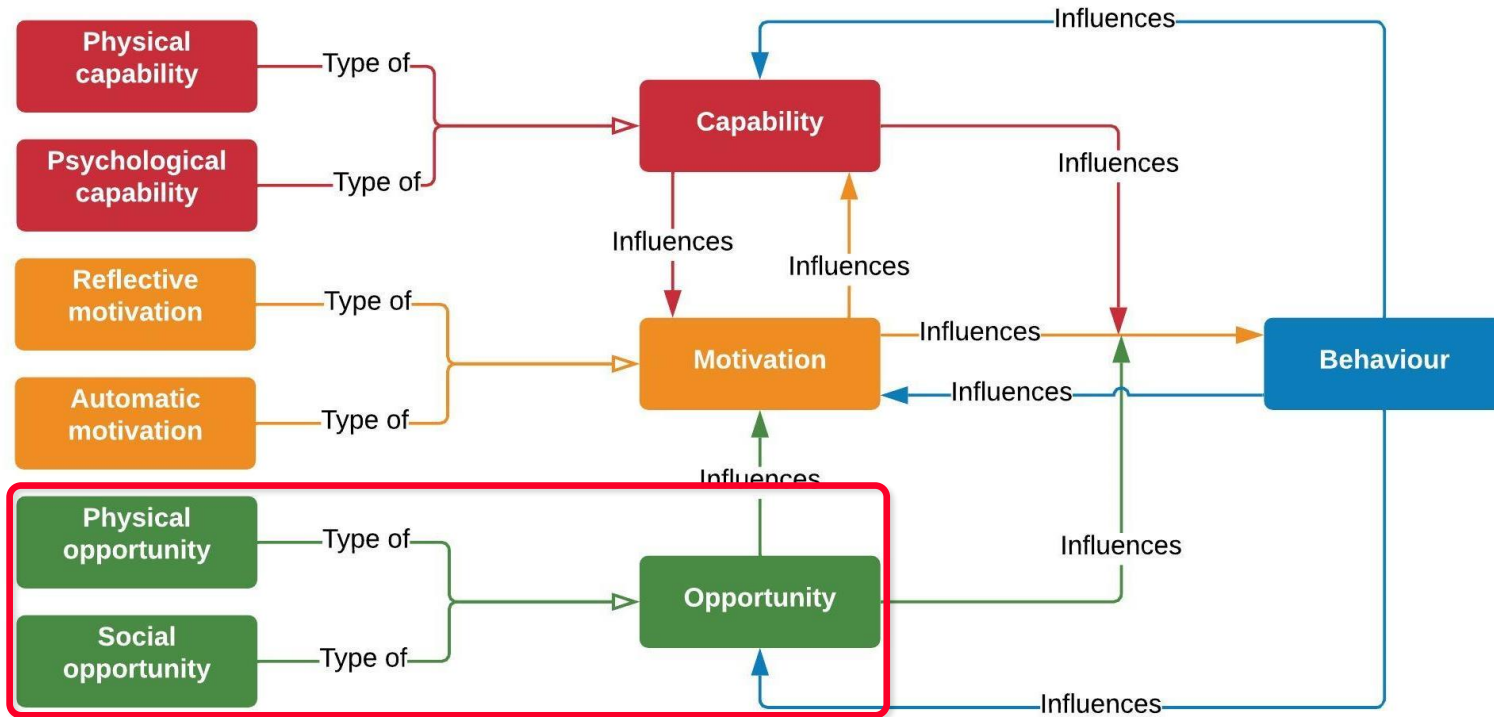 Influences
Physical
capability
Type of
Capability
Psychological
capability
Type of
Influences
Influences
Influences
Reflective
motivation
Type of
Influences
Motivation
Behaviour
Automatic
motivation
Type of
Influences
Influences
Physical
opportunity
Type of
Influences
Opportunity
Social
opportunity
Type of
Influences